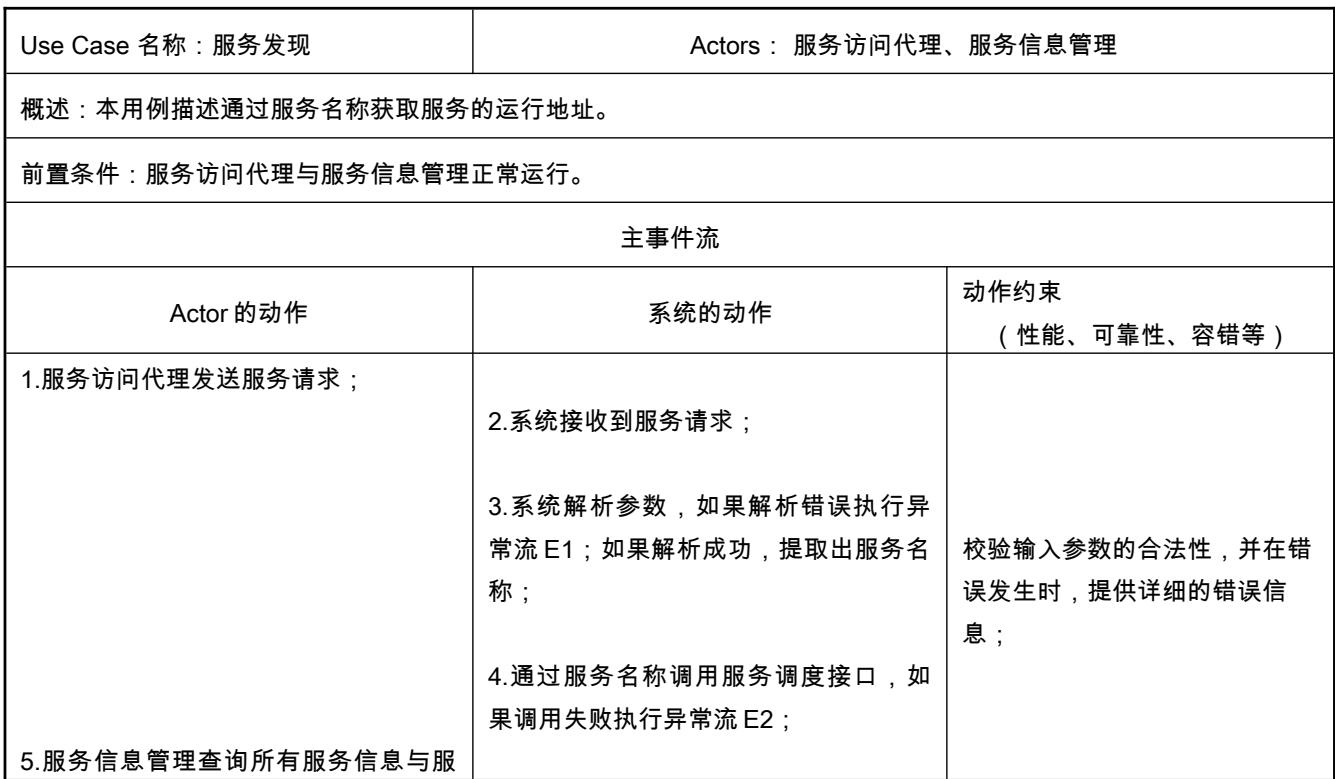 Use Case 名称：服务发现
Actors： 服务访问代理、服务信息管理
概述：本用例描述通过服务名称获取服务的运行地址。
前置条件：服务访问代理与服务信息管理正常运行。
主事件流
Actor 的动作
系统的动作
动作约束
（性能、可靠性、容错等）
1.服务访问代理发送服务请求；
2.系统接收到服务请求；
3.系统解析参数，如果解析错误执行异
常流 E1；如果解析成功，提取出服务名
称；
4.通过服务名称调用服务调度接口，如
果调用失败执行异常流 E2；
5.服务信息管理查询所有服务信息与服
校验输入参数的合法性，并在错
误发生时，提供详细的错误信
息；